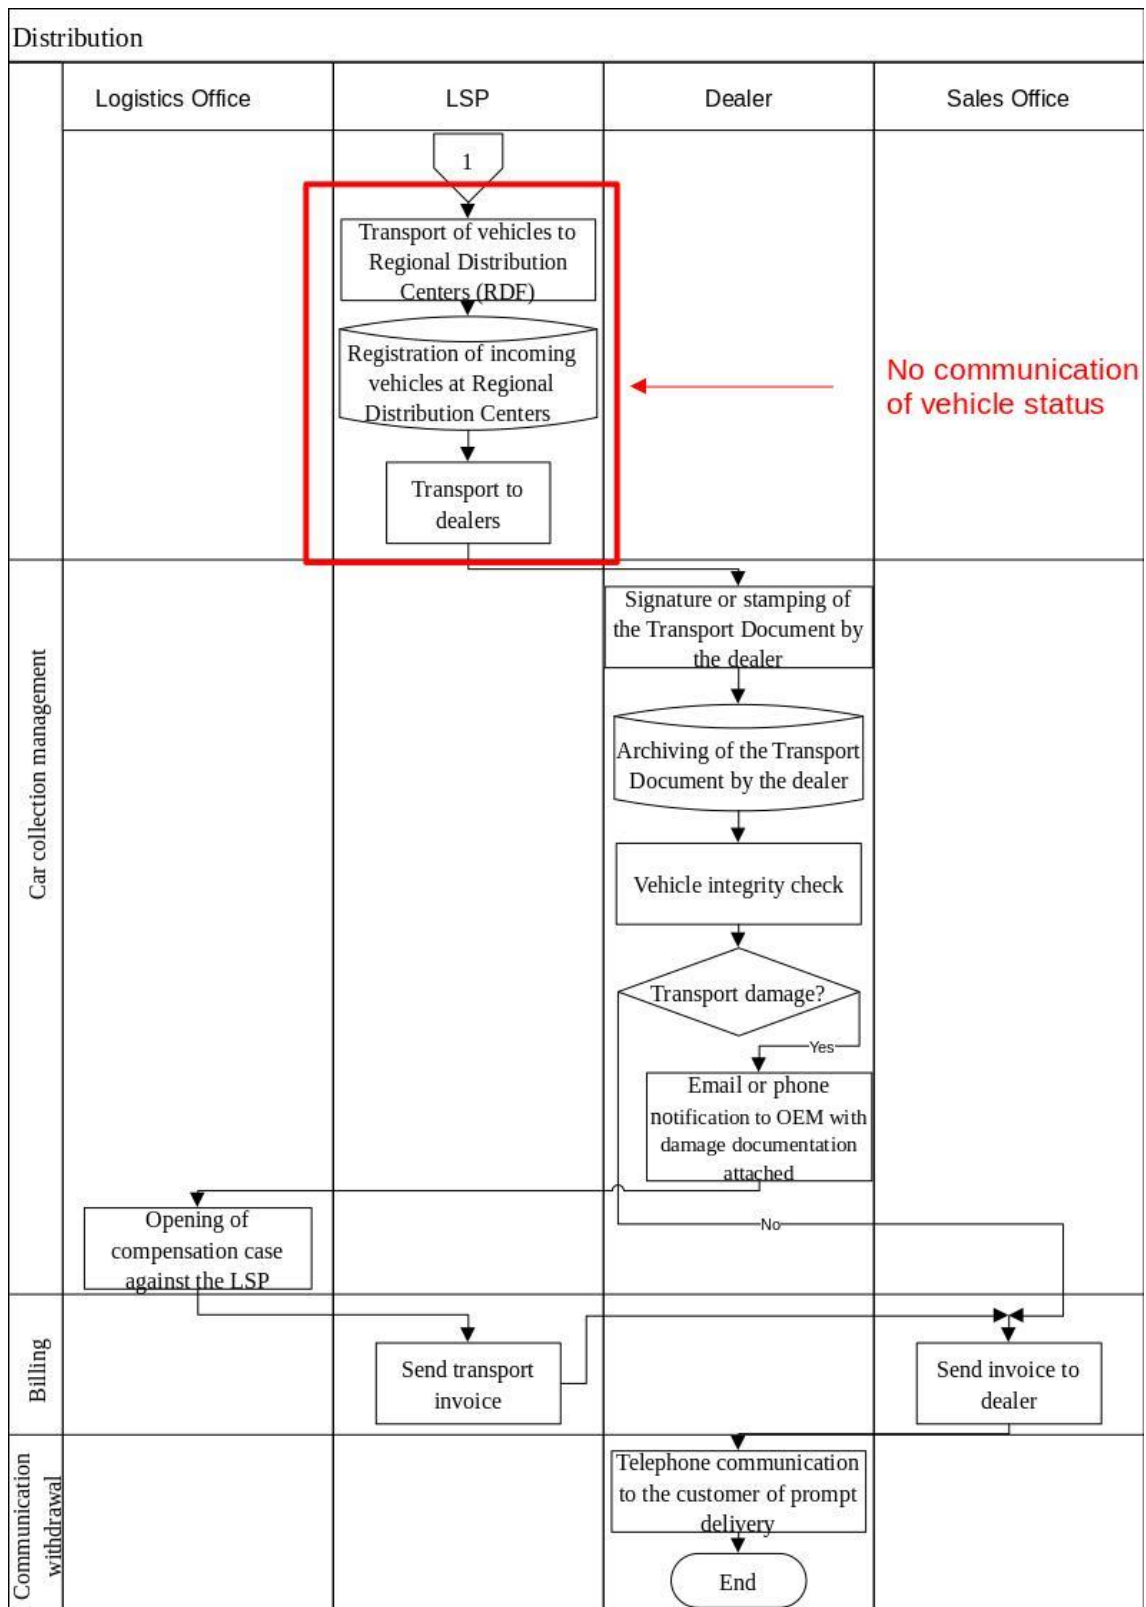 Distribution
Logistics Office
LSP
Dealer
Sales Office
1
Transport of vehicles to
Regional Distribution
Centers (RDF)
Registration of incoming
vehicles at Regional
Distribution Centers
No communication
of vehicle status
Transport to
dealers
Car collection management
Signature or stamping of
the Transport Document by
the dealer
Archiving of the Transport
Document by the dealer
Vehicle integrity check
Transport damage?
Yes
Email or phone
notification to OEM with
damage documentation
attached
No
Opening of
compensation case
against the LSP
Billing
Send transport
invoice
Send invoice to
dealer
Communication
withdrawal
Telephone communication
to the customer of prompt
delivery
End